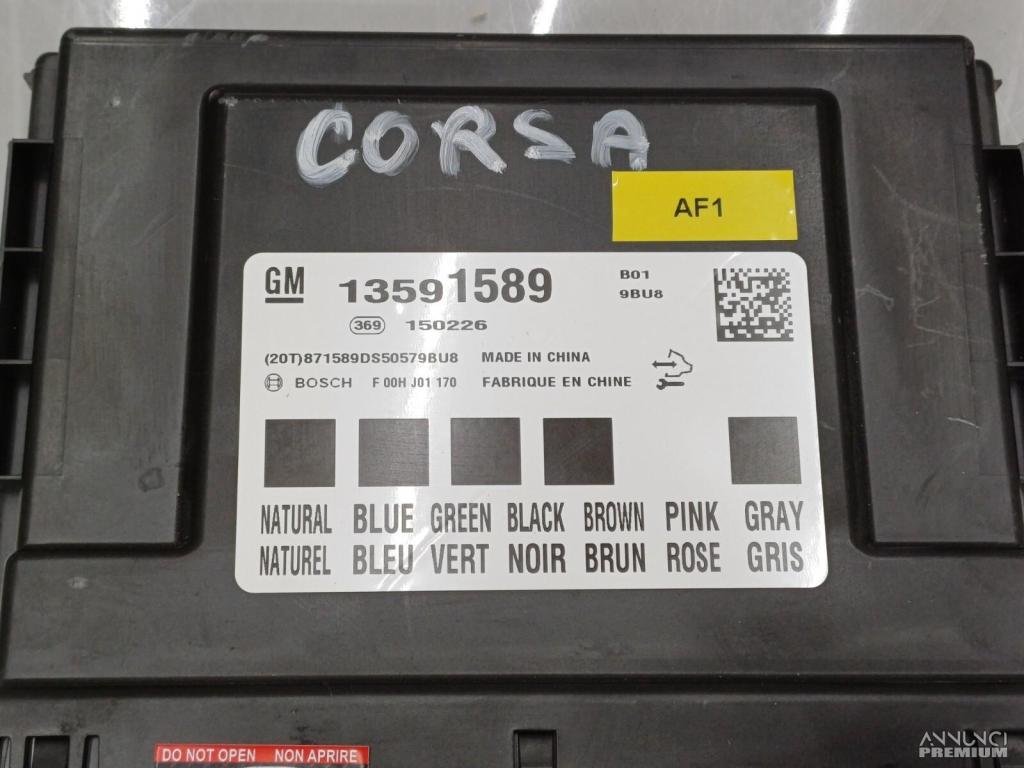 CORSA
AF1
GM 13591589 B01
9BU8
369 150226
(20T)871589DS50579BU8 MADE IN CHINA
BOSCH F 00H J01 170 FABRIQUE EN CHINE
NATURAL BLUE GREEN BLACK BROWN PINK GRAY
NATUREL BLEU VERT NOIR BRUN ROSE GRIS
DO NOT OPEN NON APRIRE
ANNUNCI
PREMIUM